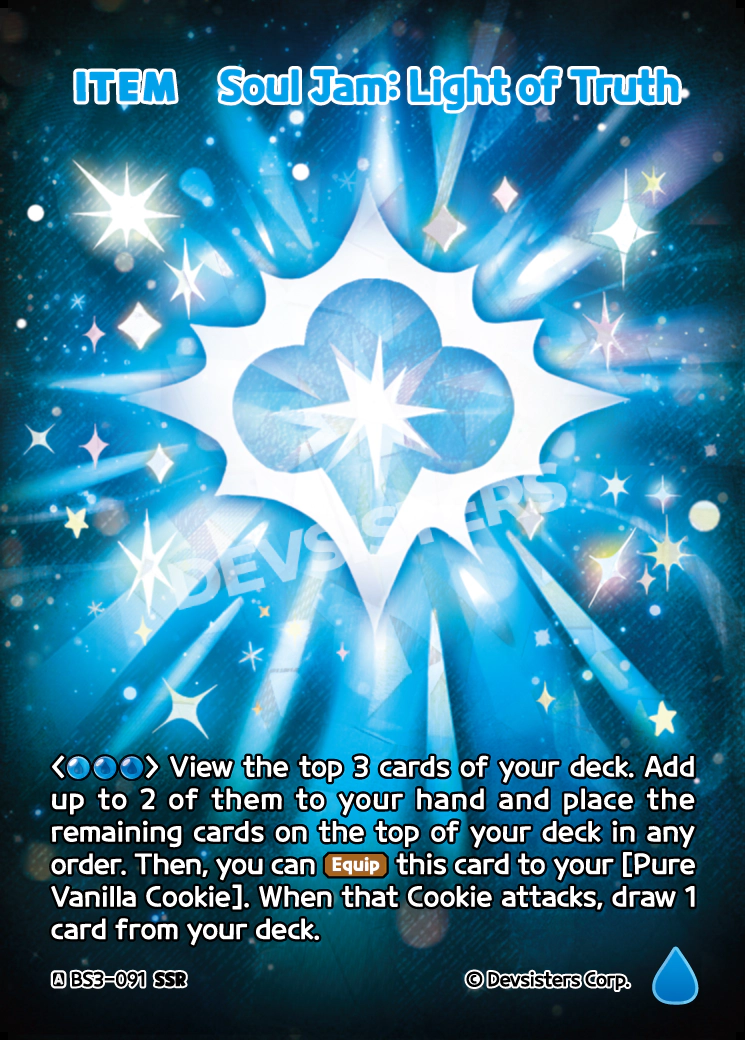 ITEM Soul Jam: Light of Truth
DEVSISTERS
<●●●> View the top 3 cards of your deck. Add
up to 2 of them to your hand and place the
remaining cards on the top of your deck in any
order. Then, you can Equip this card to your [Pure
Vanilla Cookie]. When that Cookie attacks, draw 1
card from your deck.
A BS3-091 SSR © Devsisters Corp.